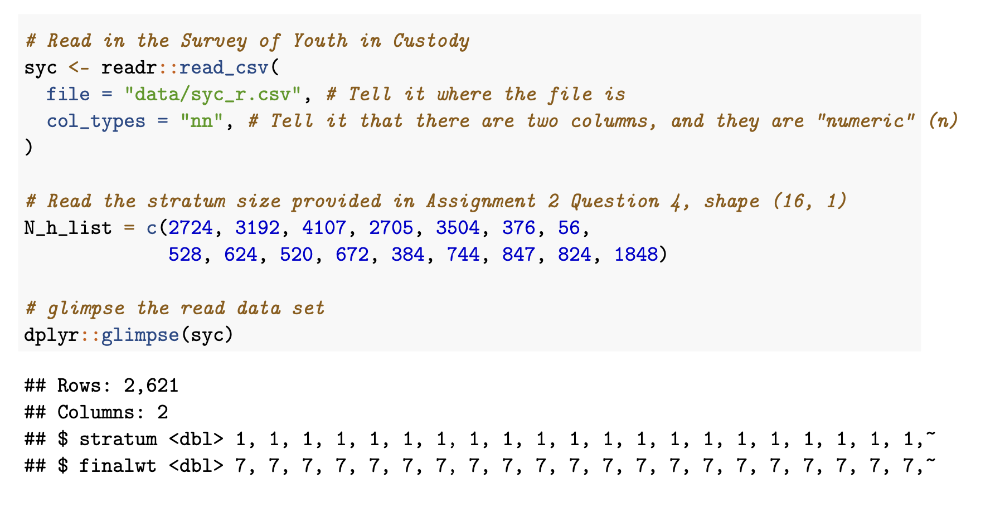 # Read in the Survey of Youth in Custody
syc <- readr::read_csv(
  file = "data/syc_r.csv", # Tell it where the file is
  col_types = "nn", # Tell it that there are two columns, and they are "numeric" (n)
)
# Read the stratum size provided in Assignment 2 Question 4, shape (16, 1)
N_h_list = c(2724, 3192, 4107, 2705, 3504, 376, 56,
             528, 624, 520, 672, 384, 744, 847, 824, 1848)
# glimpse the read data set
dplyr::glimpse(syc)
## Rows: 2,621
## Columns: 2
## $ stratum <dbl> 1, 1, 1, 1, 1, 1, 1, 1, 1, 1, 1, 1, 1, 1, 1, 1, 1, 1, 1, 1, 1,~
## $ finalwt <dbl> 7, 7, 7, 7, 7, 7, 7, 7, 7, 7, 7, 7, 7, 7, 7, 7, 7, 7, 7, 7, 7,~